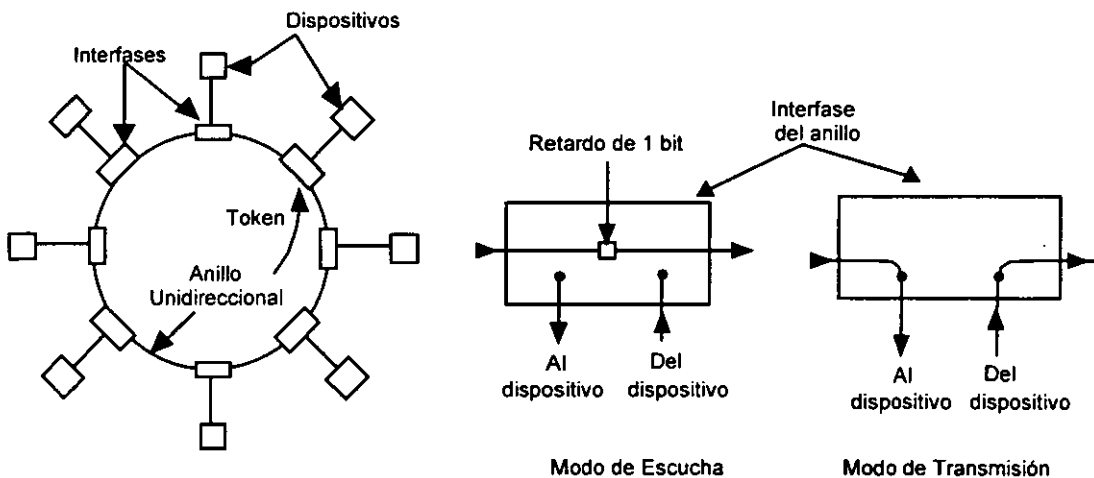 Dispositivos
Interfases
Token
Anillo
Unidireccional
Interfase
del anillo
Retardo de 1 bit
Al
dispositivo
Del
dispositivo
Al
dispositivo
Del
dispositivo
Modo de Escucha
Modo de Transmisión